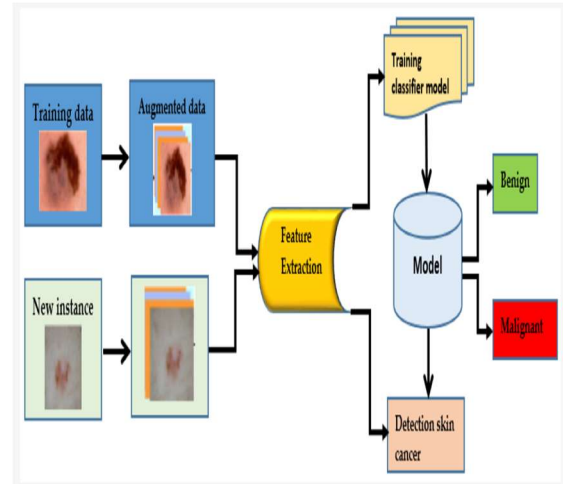 Training data
Augmented data
New instance
Feature
Extraction
Training
classifier model
Model
Benign
Malignant
Detection skin
cancer